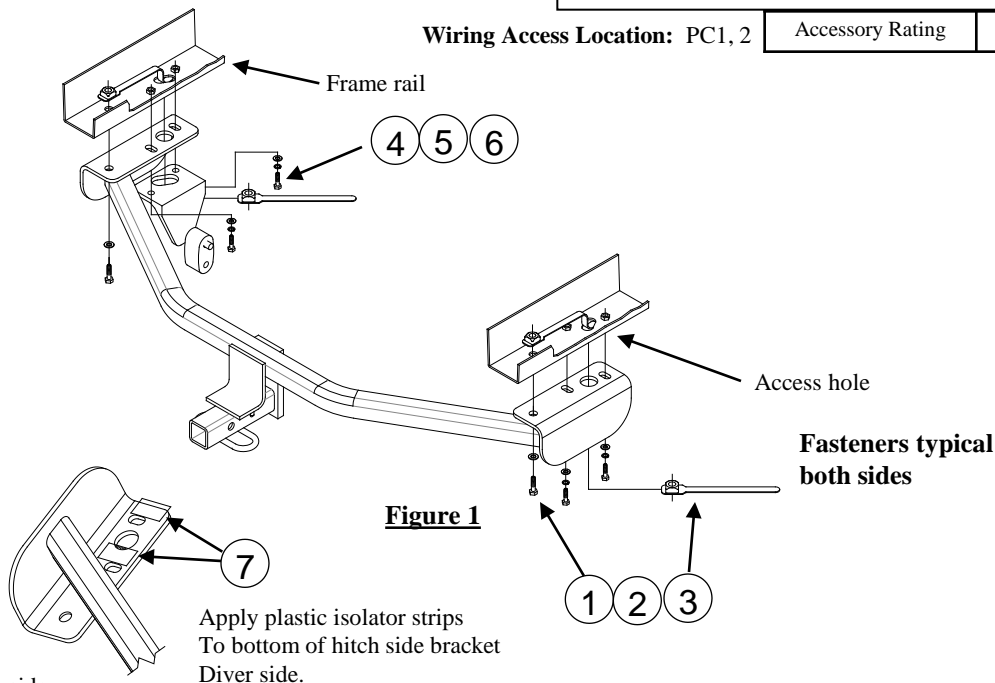 Wiring Access Location: PC1, 2
Accessory Rating
Frame rail
4 5 6
Access hole
Fasteners typical
both sides
Figure 1
7
1 2 3
Apply plastic isolator strips
To bottom of hitch side bracket
Diver side.